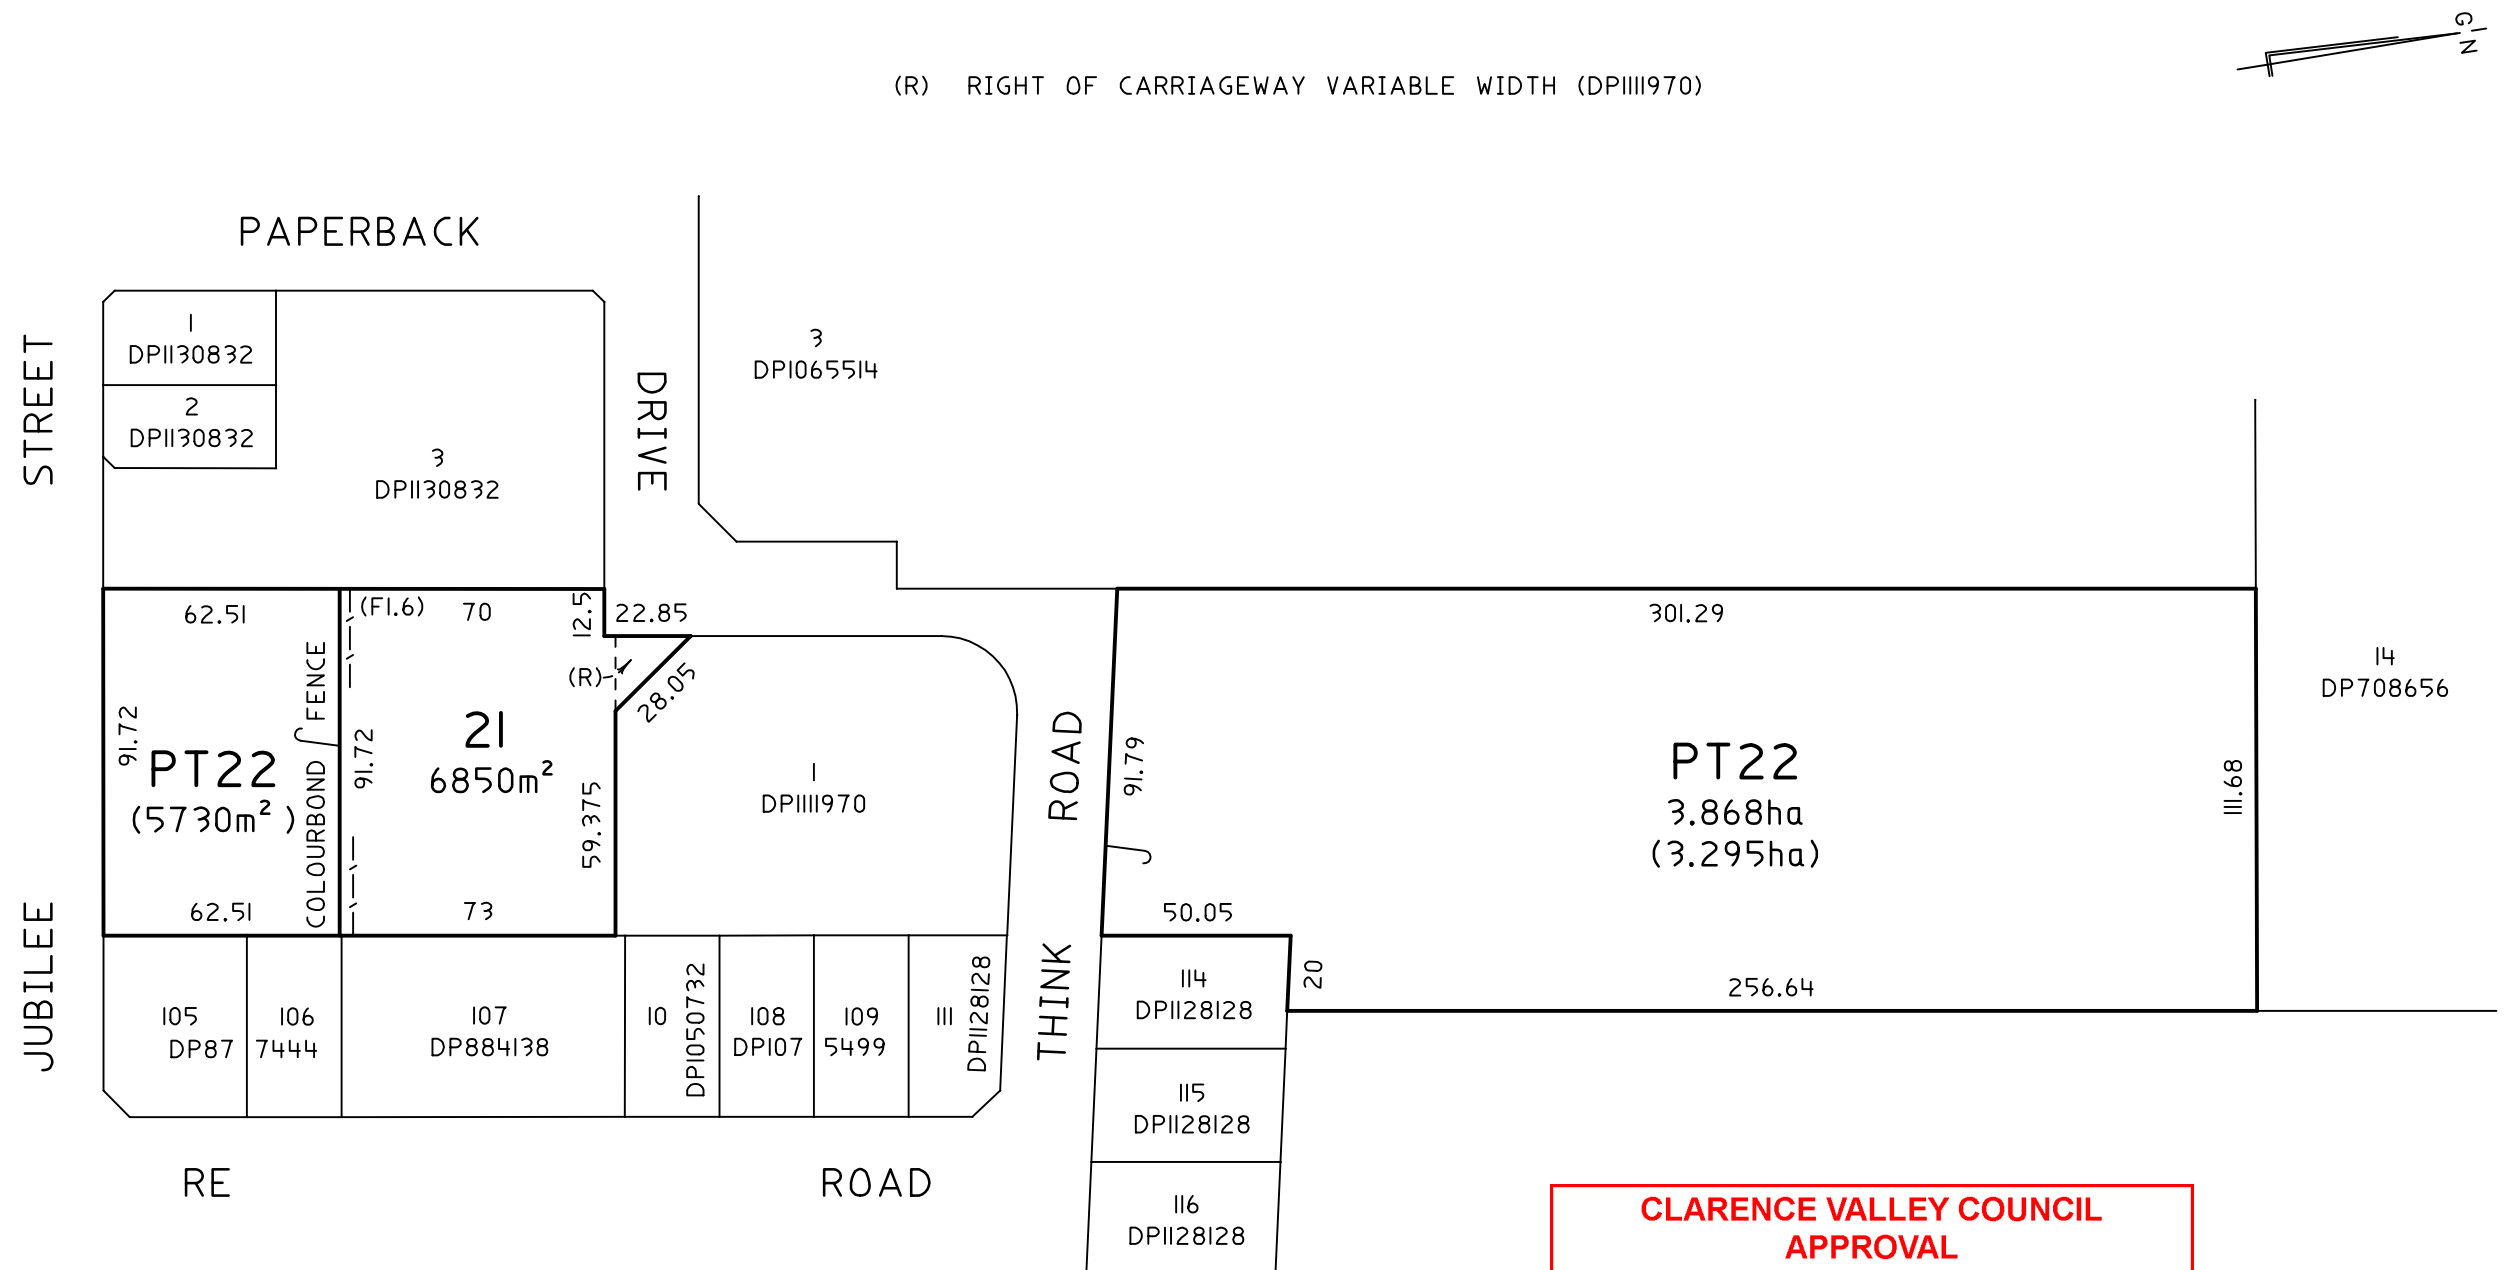 G N
(R) RIGHT OF CARRIAGEWAY VARIABLE WIDTH (DP1111970)
PAPERBACK
DRIVE
JUBILEE STREET
1
DP1130832
2
DP1130832
3
DP1130832
3
DP1065514
62.51
(F1.6)
70
12.5
22.85
(R)
28.05
91.72
COLOURBOND FENCE
91.72
59.375
PT22
(5730m²)
21
6850m²
62.51
73
1
DP1111970
THINK ROAD
91.79
301.29
PT22
3.868ha
(3.295ha)
111.68
50.05
20
256.64
14
DP708656
105
106
DP87 7444
107
DP884138
10
DP1050732
108
109
DP107 5499
111
DP1128128
114
DP1128128
115
DP1128128
116
DP1128128
RE ROAD
CLARENCE VALLEY COUNCIL
APPROVAL